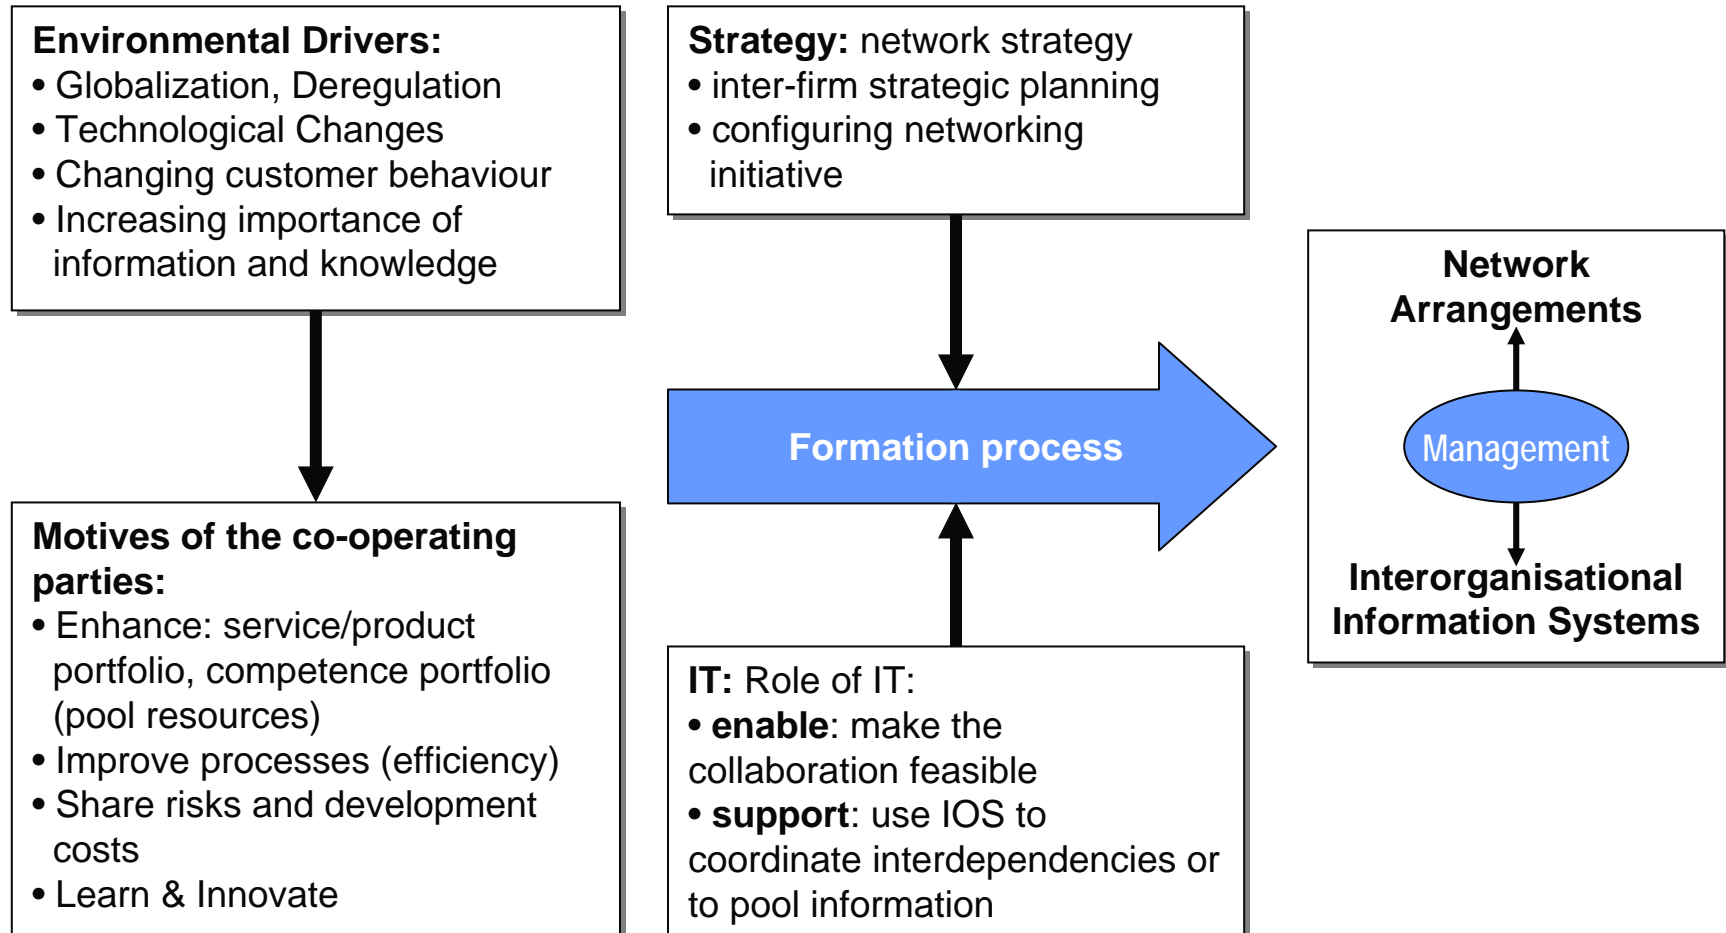 Environmental Drivers:
• Globalization, Deregulation
• Technological Changes
• Changing customer behaviour
• Increasing importance of
information and knowledge
Motives of the co-operating
parties:
• Enhance: service/product
portfolio, competence portfolio
(pool resources)
• Improve processes (efficiency)
• Share risks and development
costs
• Learn & Innovate
Strategy: network strategy
• inter-firm strategic planning
• configuring networking
initiative
Formation process
IT: Role of IT:
• enable: make the
collaboration feasible
• support: use IOS to
coordinate interdependencies or
to pool information
Network
Arrangements
Management
Interorganisational
Information Systems